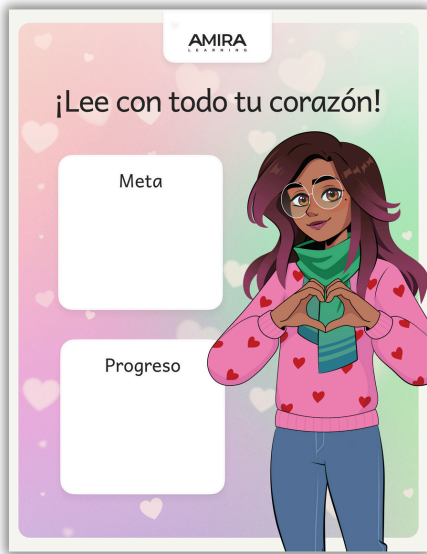 AMIRA
LEARNING
¡Lee con todo tu corazón!
Meta
Progreso